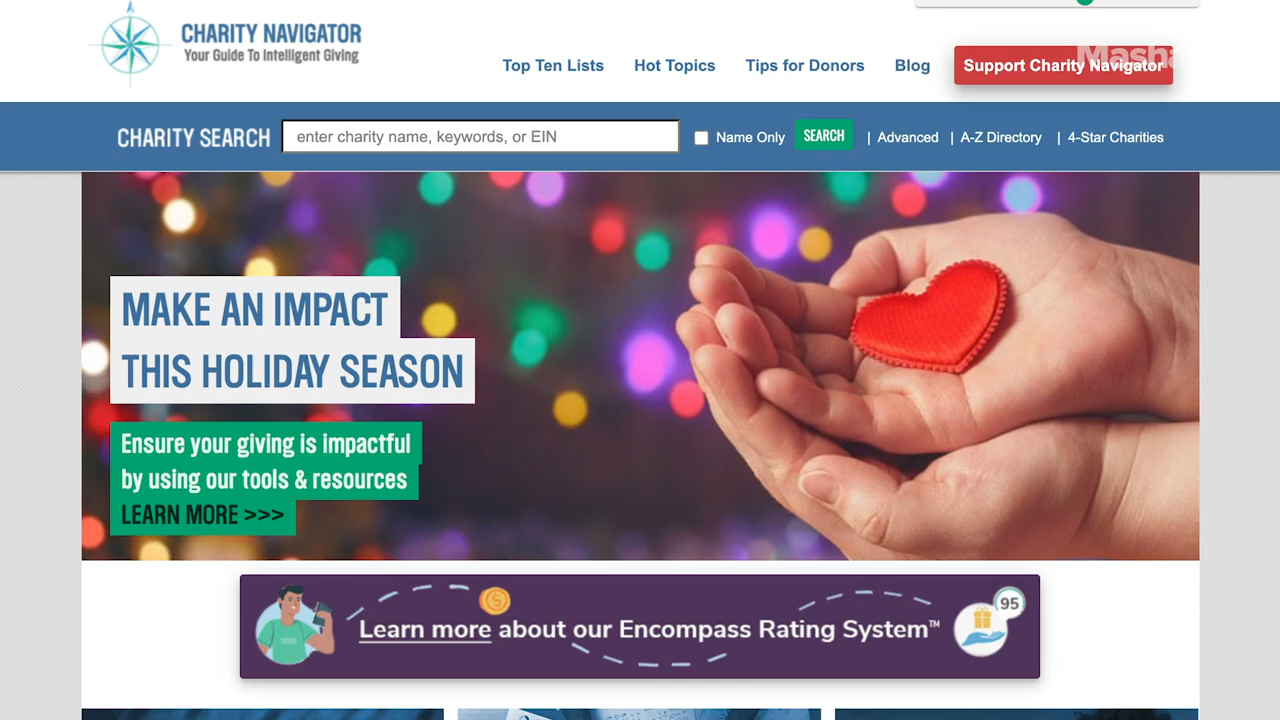 CHARITY NAVIGATOR
Your Guide To Intelligent Giving
Top Ten Lists Hot Topics Tips for Donors Blog Support Charity Navigator
CHARITY SEARCH enter charity name, keywords, or EIN Name Only SEARCH | Advanced | A-Z Directory | 4-Star Charities
MAKE AN IMPACT
THIS HOLIDAY SEASON
Ensure your giving is impactful
by using our tools & resources
LEARN MORE >>>
95
Learn more about our Encompass Rating System™